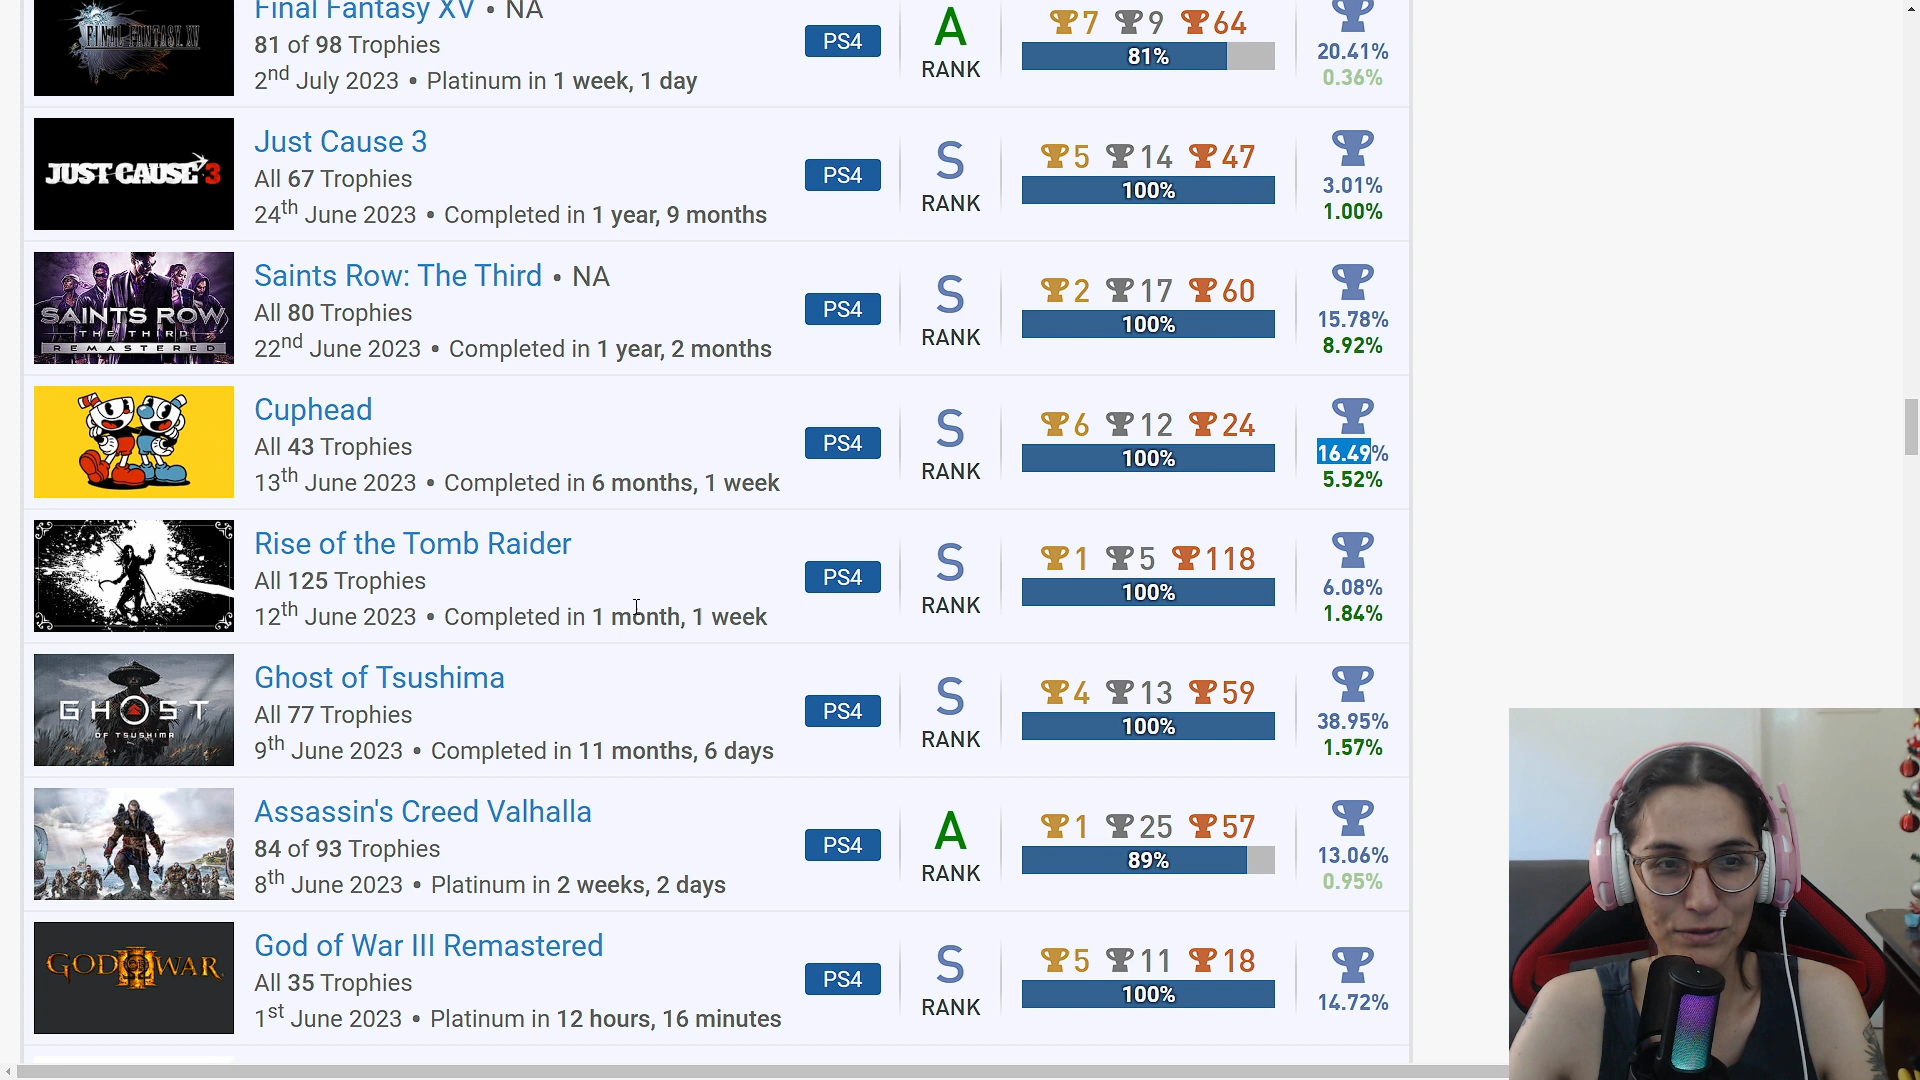 Final Fantasy XV • NA
81 of 98 Trophies
2nd July 2023 • Platinum in 1 week, 1 day
PS4
A
RANK
7 9 64
81%
20.41%
0.36%
FINAL FANTASY XV
Just Cause 3
All 67 Trophies
24th June 2023 • Completed in 1 year, 9 months
PS4
S
RANK
5 14 47
100%
3.01%
1.00%
JUST CAUSE 3
Saints Row: The Third • NA
All 80 Trophies
22nd June 2023 • Completed in 1 year, 2 months
PS4
S
RANK
2 17 60
100%
15.78%
8.92%
SAINTS ROW
THE THIRD
REMASTERED
Cuphead
All 43 Trophies
13th June 2023 • Completed in 6 months, 1 week
PS4
S
RANK
6 12 24
100%
16.49%
5.52%
Rise of the Tomb Raider
All 125 Trophies
12th June 2023 • Completed in 1 month, 1 week
PS4
S
RANK
1 5 118
100%
6.08%
1.84%
Ghost of Tsushima
All 77 Trophies
9th June 2023 • Completed in 11 months, 6 days
PS4
S
RANK
4 13 59
100%
38.95%
1.57%
GHOST
OF TSUSHIMA
Assassin's Creed Valhalla
84 of 93 Trophies
8th June 2023 • Platinum in 2 weeks, 2 days
PS4
A
RANK
1 25 57
89%
13.06%
0.95%
God of War III Remastered
All 35 Trophies
1st June 2023 • Platinum in 12 hours, 16 minutes
PS4
S
RANK
5 11 18
100%
14.72%
GOD OF WAR III